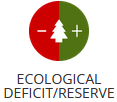 − +
ECOLOGICAL
DEFICIT/RESERVE